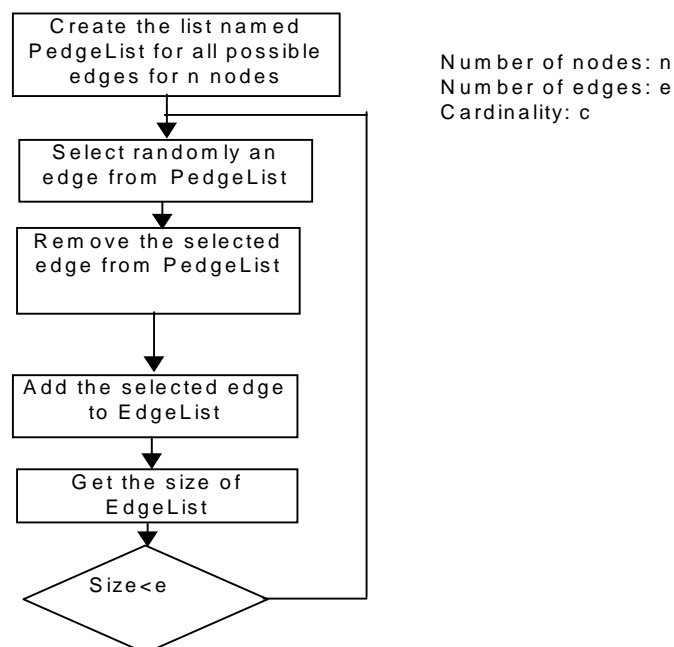 Create the list named
PedgeList for all possible
edges for n nodes
Number of nodes: n
Number of edges: e
Cardinality: c
Select randomly an
edge from PedgeList
Remove the selected
edge from PedgeList
Add the selected edge
to EdgeList
Get the size of
EdgeList
Size<e